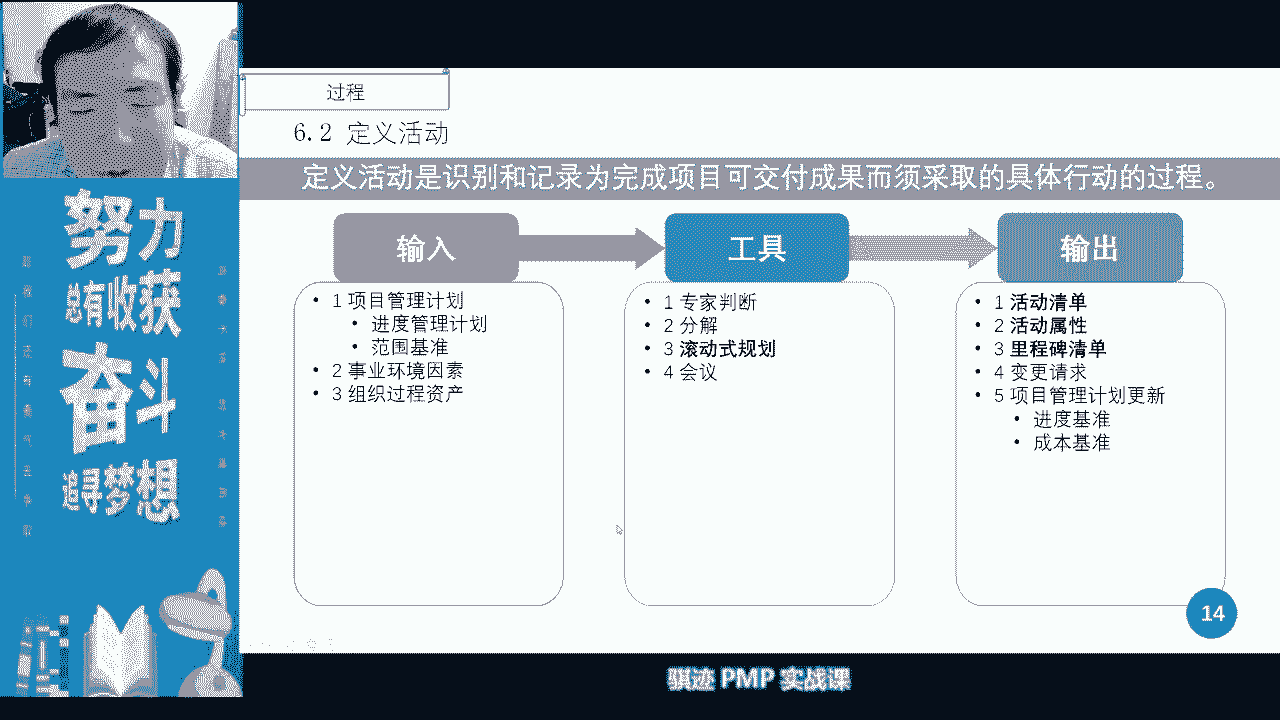 过程
6.2 定义活动
定义活动是识别和记录为完成项目可交付成果而须采取的具体行动的过程。
输入
• 1 项目管理计划
• 进度管理计划
• 范围基准
• 2 事业环境因素
• 3 组织过程资产
工具
• 1 专家判断
• 2 分解
• 3 滚动式规划
• 4 会议
输出
• 1 活动清单
• 2 活动属性
• 3 里程碑清单
• 4 变更请求
• 5 项目管理计划更新
• 进度基准
• 成本基准
14
努力
总有收获
奋斗
追寻梦想
骐迹 PMP 实战课